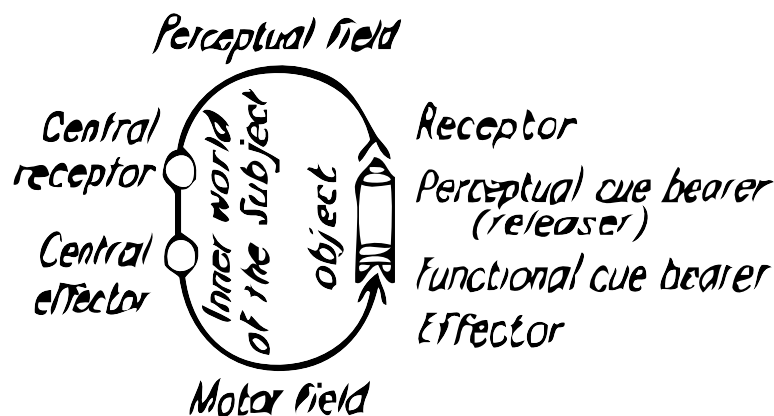 Perceptual field
Central
receptor
Central
effector
Inner world
of the Subject
object
Receptor
Perceptual cue bearer
(releaser)
Functional cue bearer
Effector
Motor field